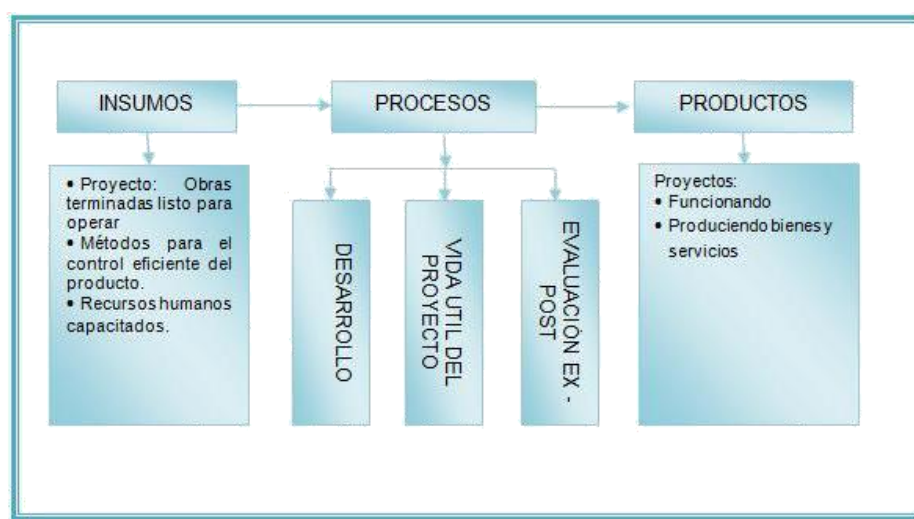 INSUMOS
PROCESOS
PRODUCTOS
• Proyecto: Obras
terminadas listo para
operar
• Métodos para el
control eficiente del
producto.
• Recursos humanos
capacitados.
DESARROLLO
VIDA UTIL DEL
PROYECTO
EVALUACIÓN EX -
POST
Proyectos:
• Funcionando
• Produciendo bienes y
servicios